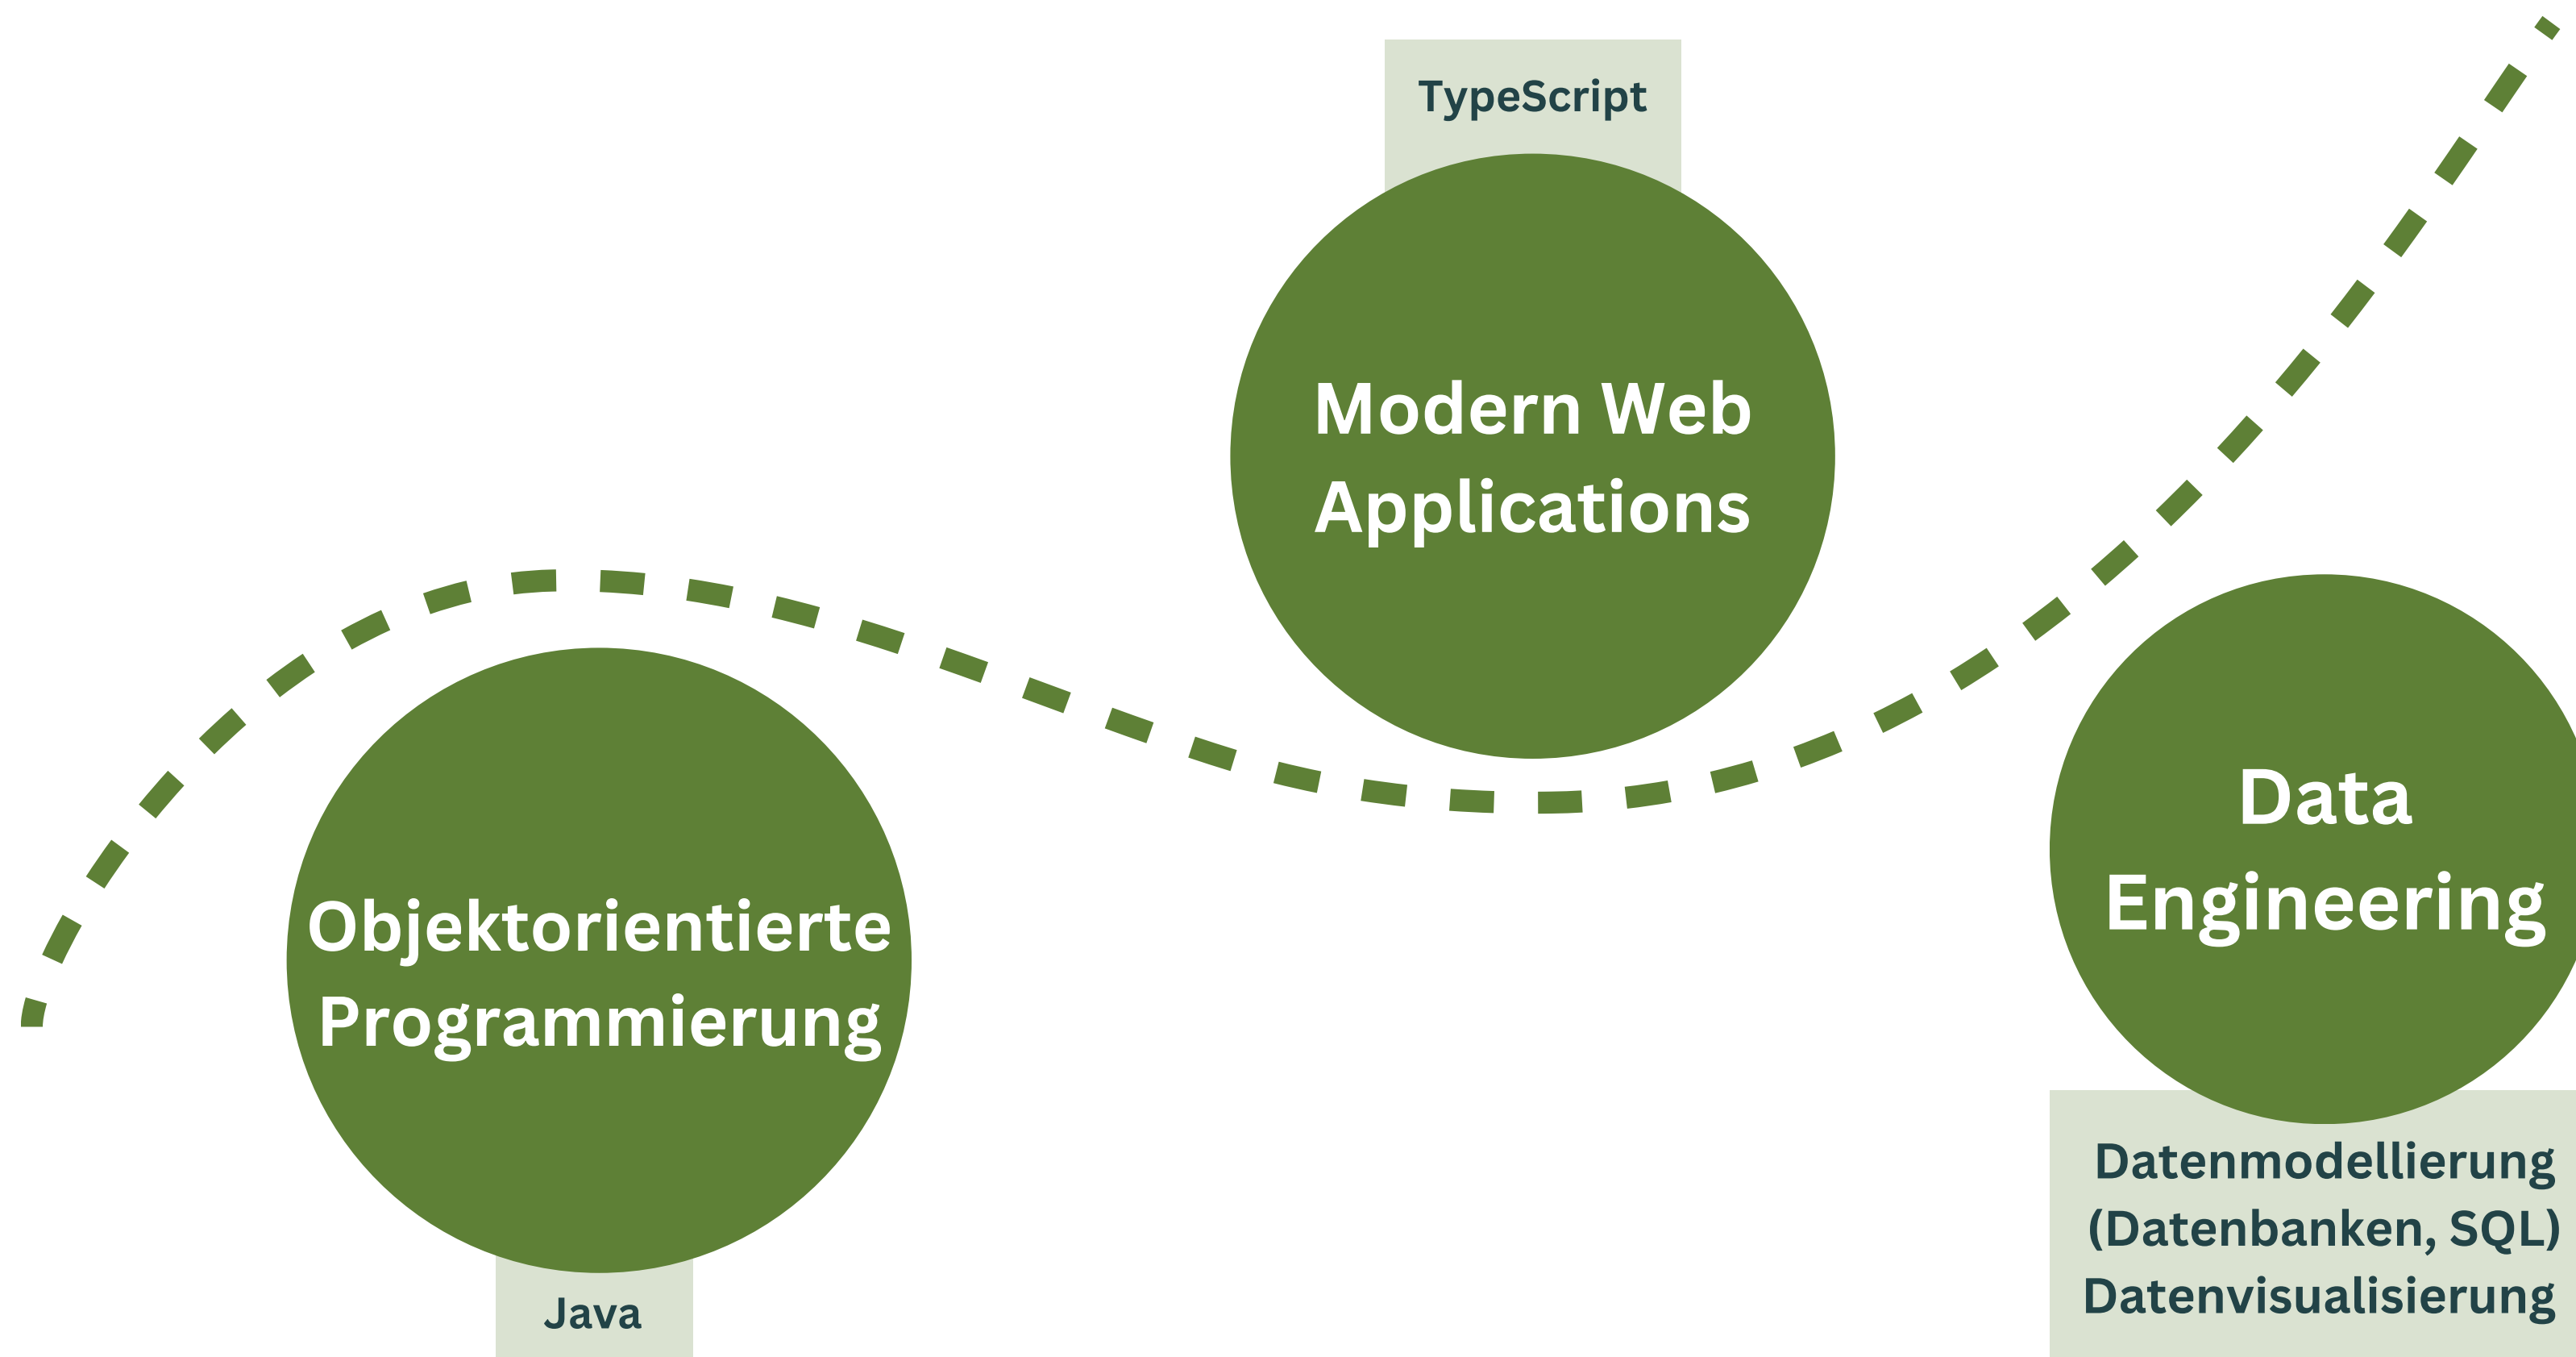 TypeScript
Modern Web
Applications
Objektorientierte
Programmierung
Java
Data
Engineering
Datenmodellierung
(Datenbanken, SQL)
Datenvisualisierung